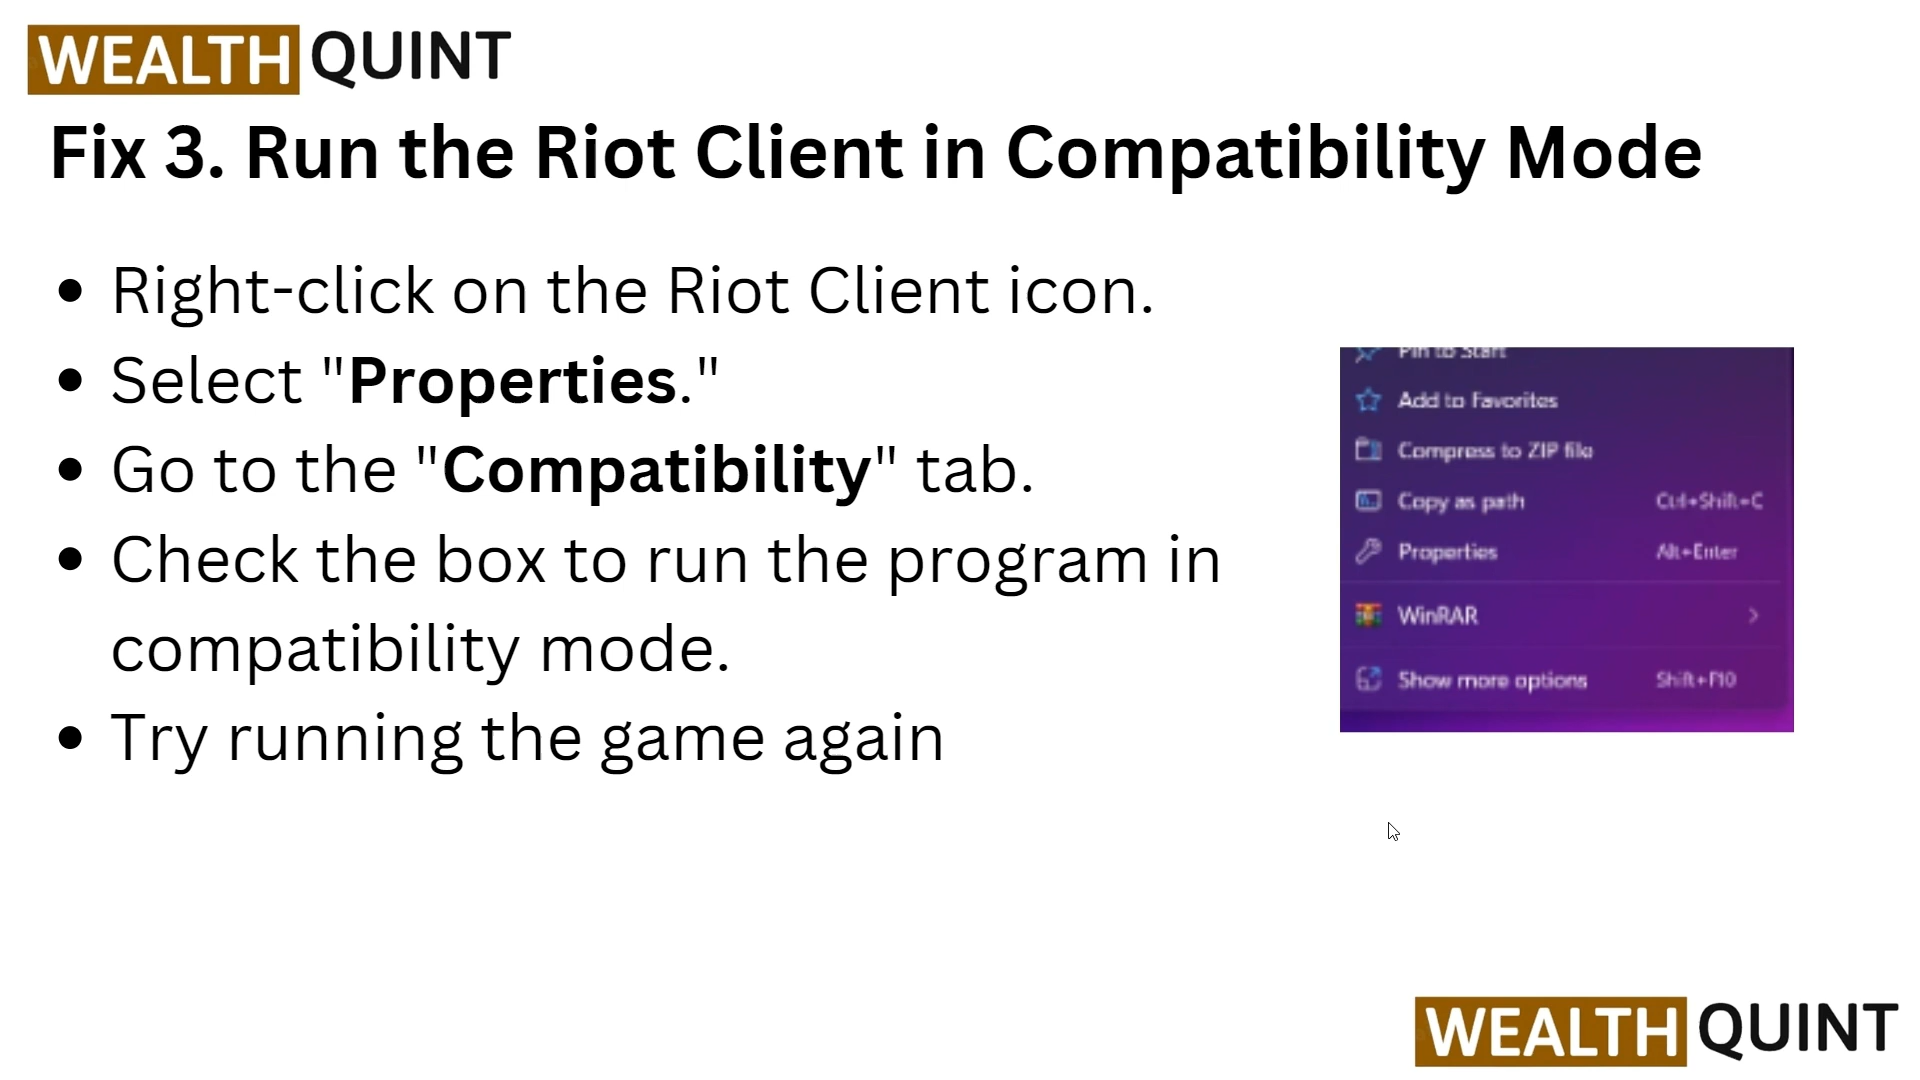 WEALTH QUINT
Fix 3. Run the Riot Client in Compatibility Mode
• Right-click on the Riot Client icon.
• Select "Properties."
• Go to the "Compatibility" tab.
• Check the box to run the program in
compatibility mode.
• Try running the game again
Pin to Start
Add to Favorites
Compress to ZIP file
Copy as path Ctrl+Shift+C
Properties Alt+Enter
WinRAR
Show more options Shift+F10
WEALTH QUINT